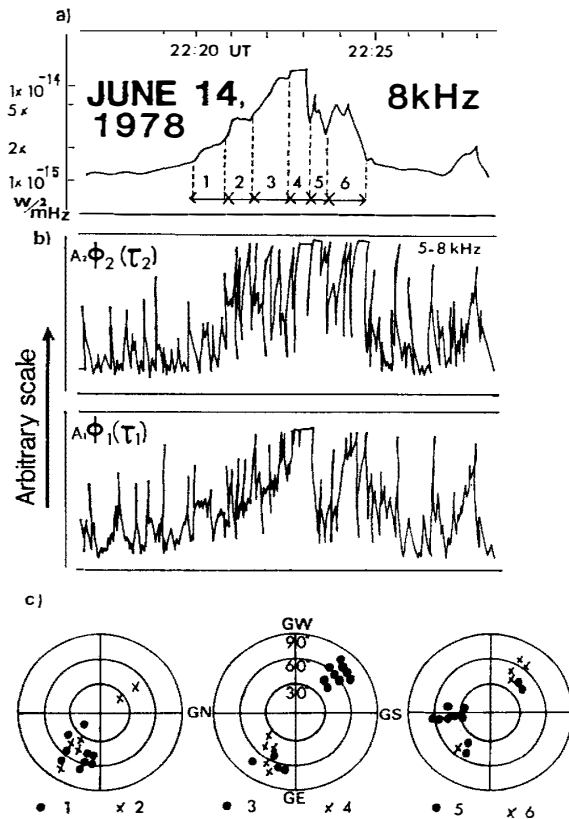 a)
22:20 UT 22:25
1x 10⁻¹⁴
5x
2x
1x 10⁻¹⁵
W/m²Hz
JUNE 14, 1978
8kHz
1 2 3 4 5 6
b)
A₂Φ₂(τ₂)
5-8 kHz
Arbitrary scale
A₁Φ₁(τ₁)
c)
GW
90°
60°
30°
GN
GS
GE
● 1 x 2
● 3 x 4
● 5 x 6